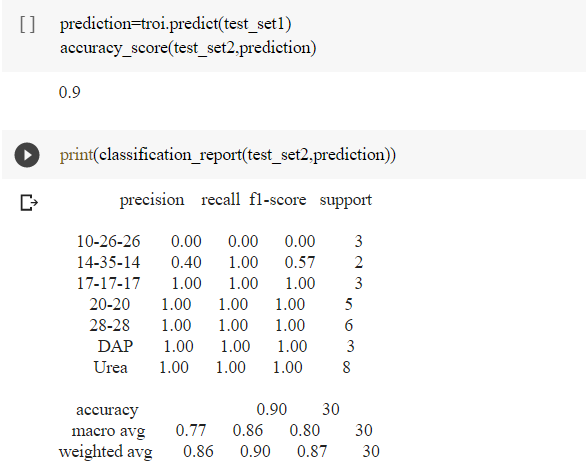 [ ] prediction=troi.predict(test_set1)
accuracy_score(test_set2,prediction)
0.9
print(classification_report(test_set2,prediction))
precision recall f1-score support
10-26-26 0.00 0.00 0.00 3
14-35-14 0.40 1.00 0.57 2
17-17-17 1.00 1.00 1.00 3
20-20 1.00 1.00 1.00 5
28-28 1.00 1.00 1.00 6
DAP 1.00 1.00 1.00 3
Urea 1.00 1.00 1.00 8
accuracy 0.90 30
macro avg 0.77 0.86 0.80 30
weighted avg 0.86 0.90 0.87 30